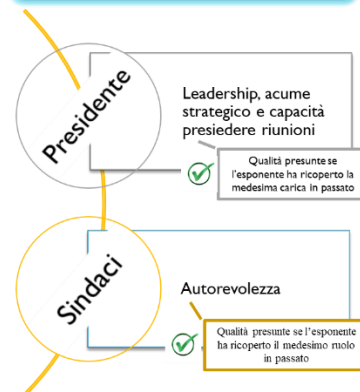 Presidente
Leadership, acume
strategico e capacità
presiedere riunioni
Qualità presunte se
l'esponente ha ricoperto la
medesima carica in passato
Sindaci
Autorevolezza
Qualità presunte se l'esponente
ha ricoperto il medesimo ruolo
in passato